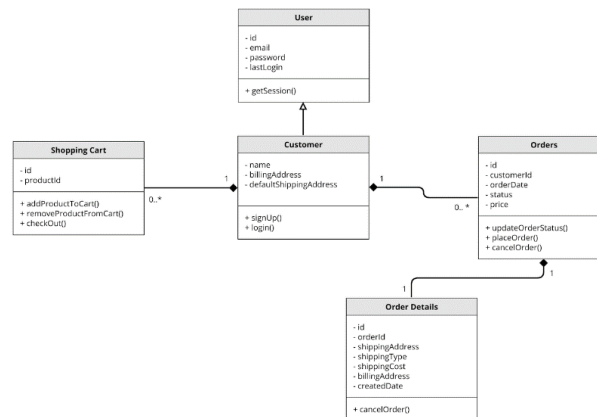 User
- id
- email
- password
- lastLogin
+ getSession()
Shopping Cart
- id
- productId
+ addProductToCart()
+ removeProductFromCart()
+ checkOut()
1
0..*
Customer
- name
- billingAddress
- defaultShippingAddress
+ signUp()
+ login()
1
0.. *
Orders
- id
- customerId
- orderDate
- status
- price
+ updateOrderStatus()
+ placeOrder()
+ cancelOrder()
1
1
Order Details
- id
- orderId
- shippingAddress
- shippingType
- shippingCost
- billingAddress
- createdDate
+ cancelOrder()